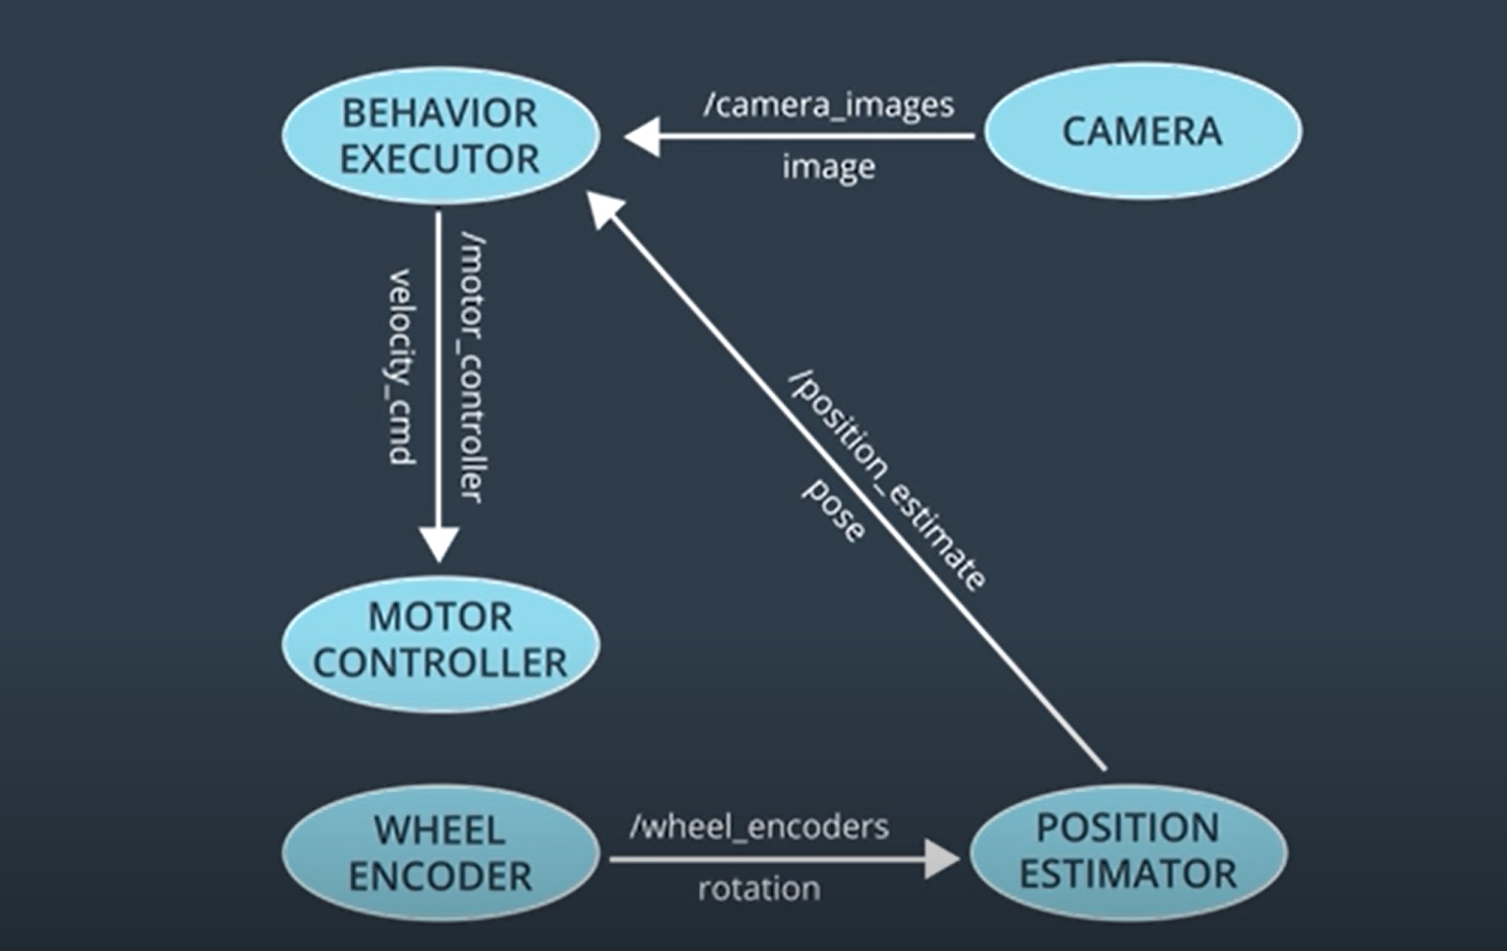 BEHAVIOR
EXECUTOR
/camera_images
image
CAMERA
/motor_controller
velocity_cmd
/position_estimate
pose
MOTOR
CONTROLLER
WHEEL
ENCODER
/wheel_encoders
rotation
POSITION
ESTIMATOR